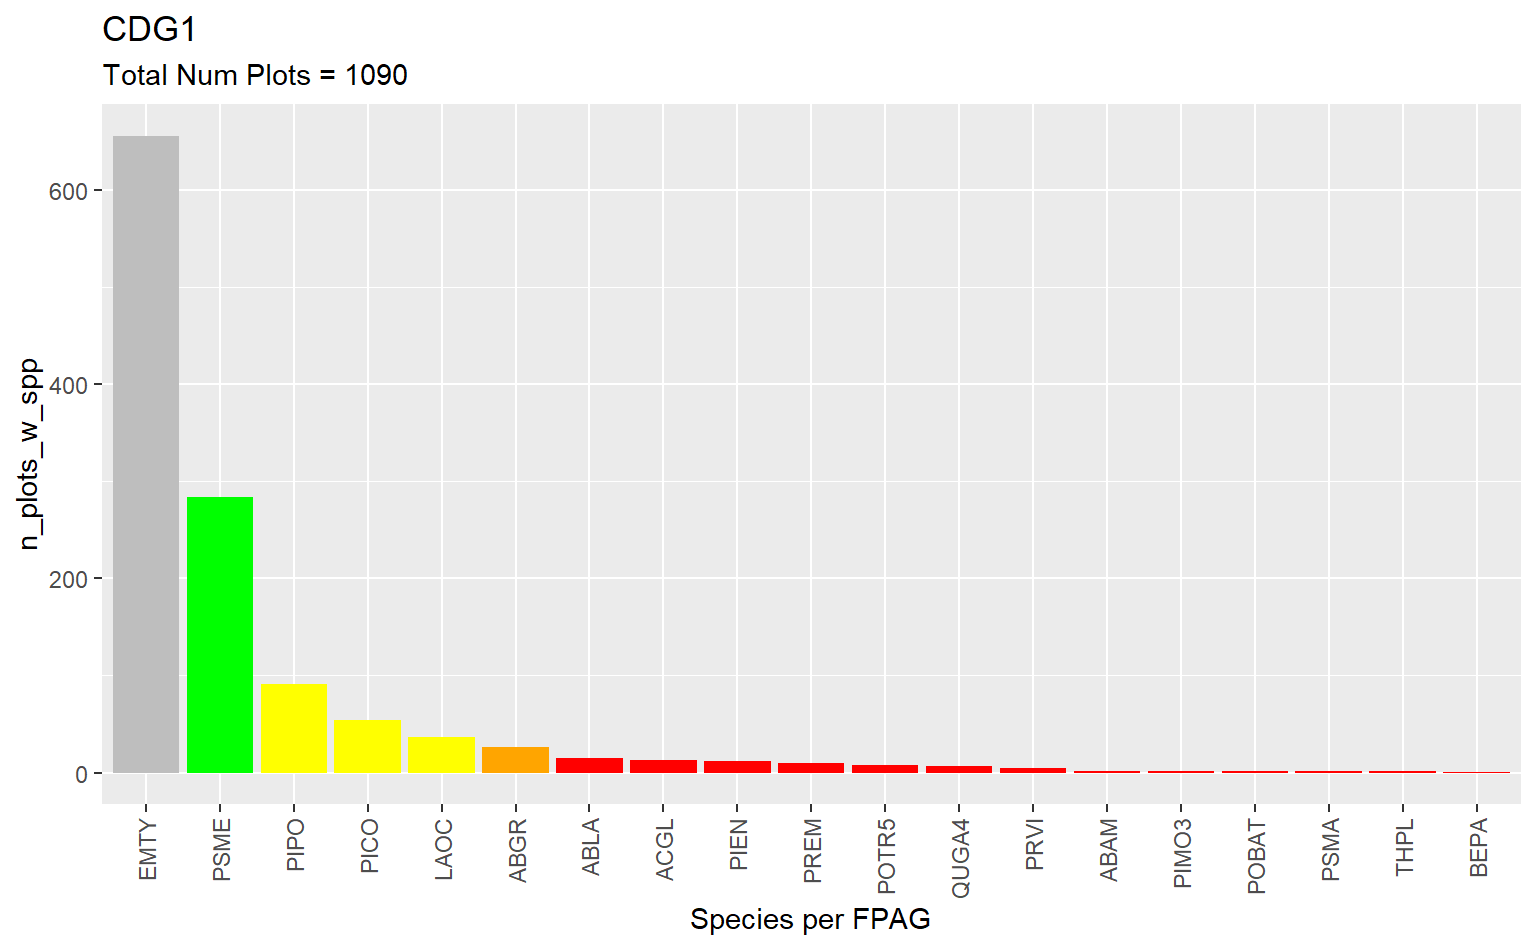 CDG1
Total Num Plots = 1090
n_plots_w_spp
600
400
200
0
EMTY PSME PIPO PICO LAOC ABGR ABLA ACGL PIEN PREM POTR5 QUGA4 PRVI ABAM PIMO3 POBAT PSMA THPL BEPA
Species per FPAG